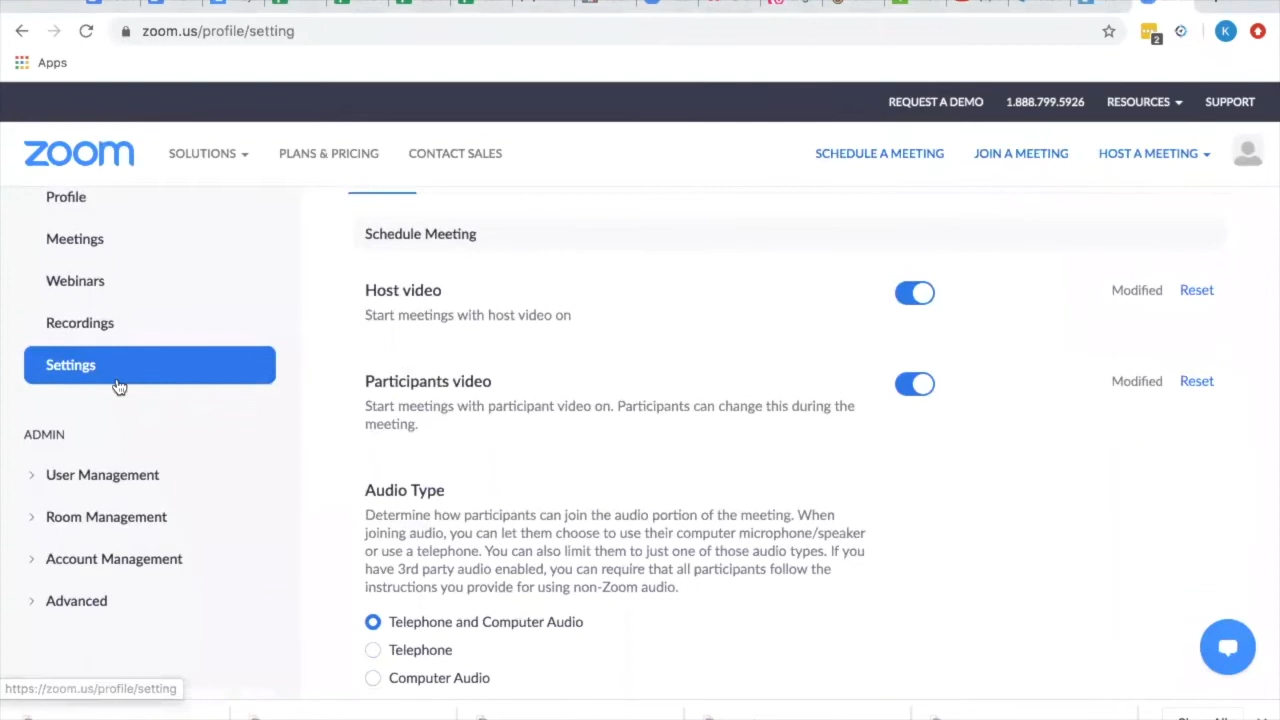 zoom.us/profile/setting
2
K
Apps
REQUEST A DEMO
1.888.799.5926
RESOURCES
SUPPORT
zoom
SOLUTIONS
PLANS & PRICING
CONTACT SALES
SCHEDULE A MEETING
JOIN A MEETING
HOST A MEETING
Profile
Meetings
Webinars
Recordings
Settings
ADMIN
User Management
Room Management
Account Management
Advanced
Schedule Meeting
Host video
Start meetings with host video on
Modified
Reset
Participants video
Start meetings with participant video on. Participants can change this during the
meeting.
Modified
Reset
Audio Type
Determine how participants can join the audio portion of the meeting. When
joining audio, you can let them choose to use their computer microphone/speaker
or use a telephone. You can also limit them to just one of those audio types. If you
have 3rd party audio enabled, you can require that all participants follow the
instructions you provide for using non-Zoom audio.
Telephone and Computer Audio
Telephone
Computer Audio
https://zoom.us/profile/setting